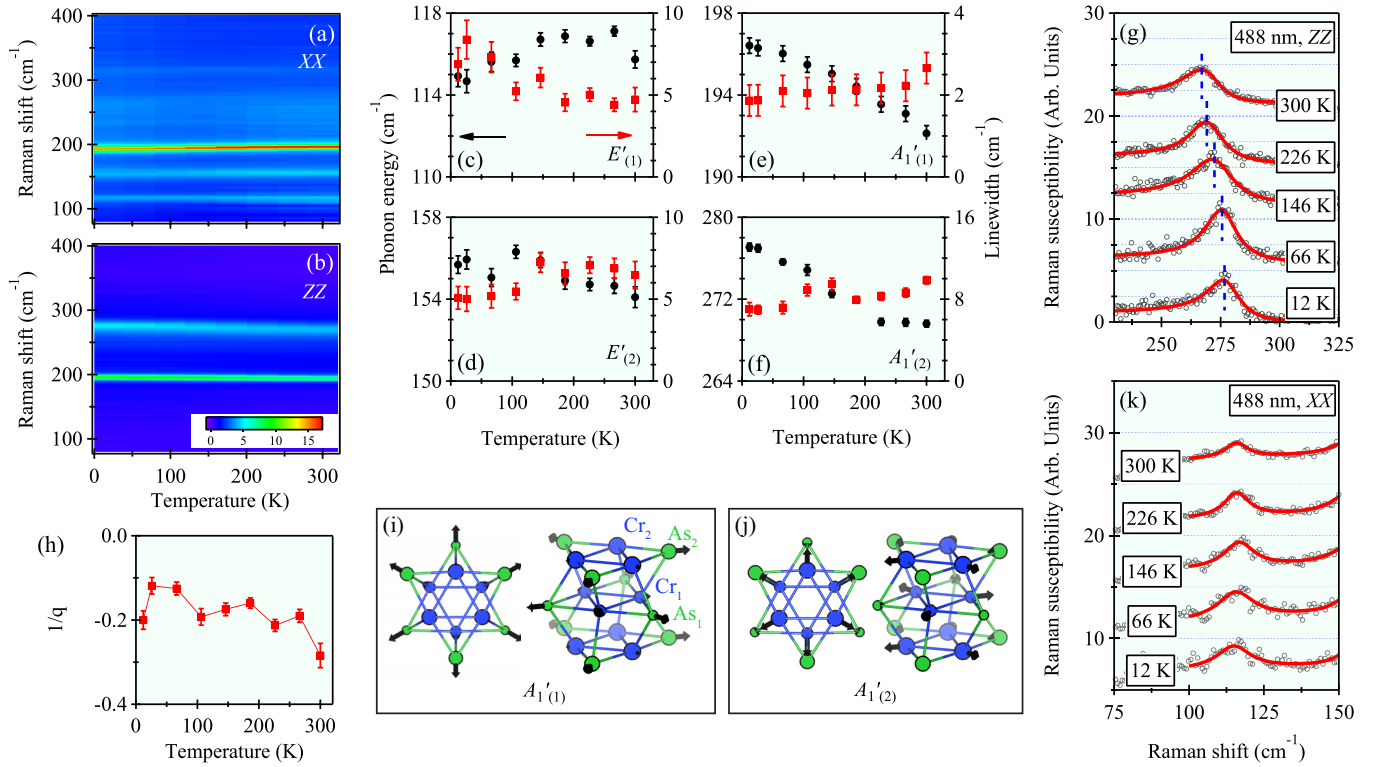 (a)
XX
Raman shift (cm⁻¹)
400
300
200
100
(b)
ZZ
Raman shift (cm⁻¹)
400
300
200
100
0 5 10 15
0 100 200 300
Temperature (K)
(c)
E′(1)
118
114
110
10
5
0
(d)
E′(2)
158
154
150
10
5
0
0 100 200 300
Temperature (K)
Phonon energy (cm⁻¹)
(e)
A₁′(1)
198
194
190
4
3
2
1
0
(f)
A₁′(2)
280
272
264
16
12
8
4
0
0 100 200 300
Temperature (K)
Linewidth (cm⁻¹)
(g)
488 nm, ZZ
Raman susceptibility (Arb. Units)
30
20
10
0
300 K
226 K
146 K
66 K
12 K
250 275 300 325
(h)
1/q
0.0
-0.2
-0.4
0 100 200 300
Temperature (K)
(i)
Cr₂
As₂
Cr₁
As₁
A₁′(1)
(j)
A₁′(2)
(k)
488 nm, XX
Raman susceptibility (Arb. Units)
30
20
10
300 K
226 K
146 K
66 K
12 K
75 100 125 150
Raman shift (cm⁻¹)